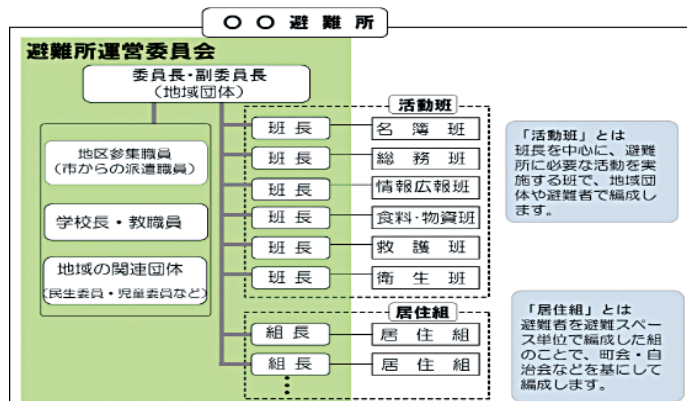 〇〇避難所
避難所運営委員会
委員長・副委員長
(地域団体)
地区参集職員
(市からの派遣職員)
学校長・教職員
地域の関連団体
(民生委員・児童委員など)
活動班
班長 名簿班
班長 総務班
班長 情報広報班
班長 食料・物資班
班長 救護班
班長 衛生班
居住組
組長 居住組
組長 居住組
「活動班」とは
班長を中心に、避難
所に必要な活動を実
施する班で、地域団
体や避難者で編成し
ます。
「居住組」とは
避難者を避難スペー
ス単位で編成した組
のことで、町会・自
治会などを基にして
編成します。